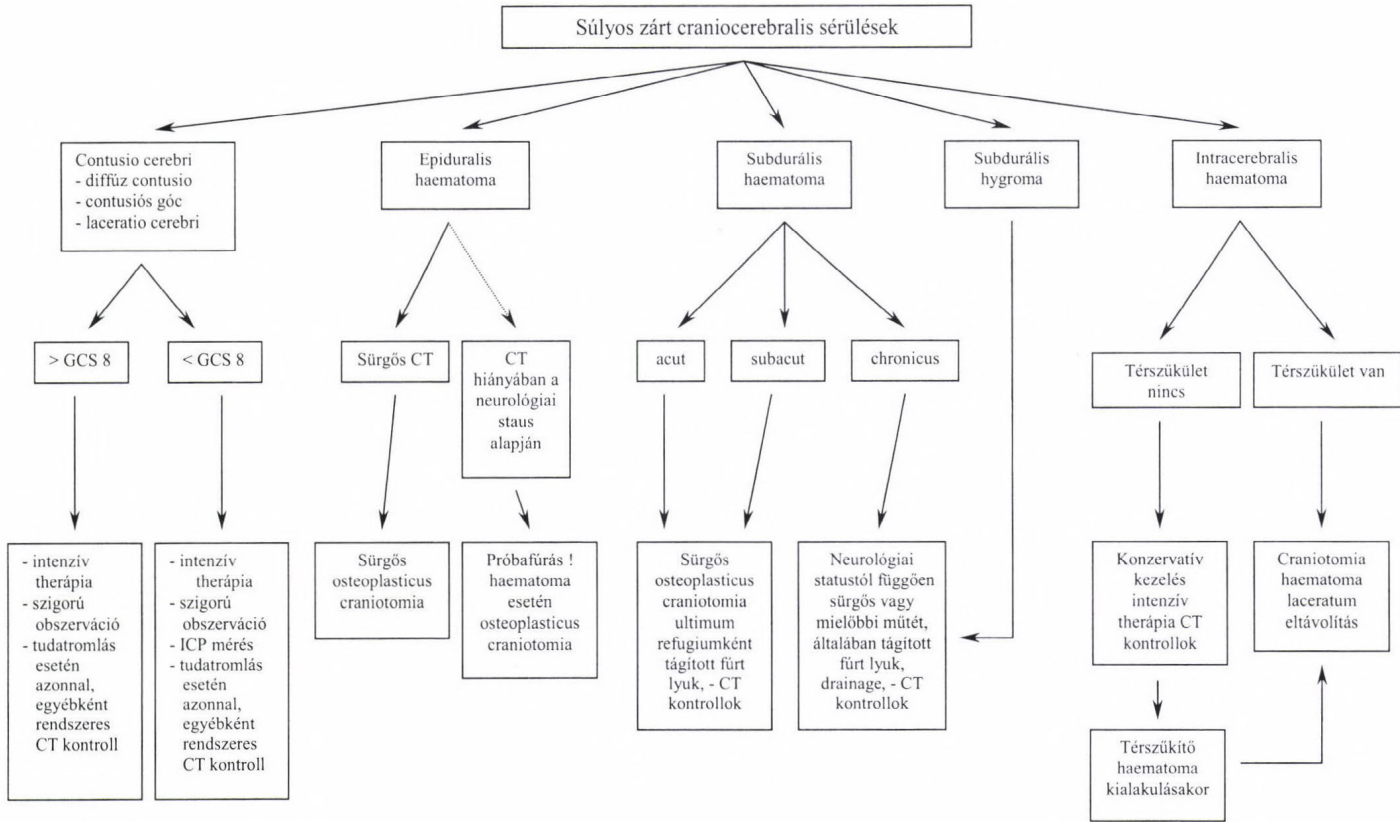 Súlyos zárt craniocerebralis sérülések
Contusio cerebri
- diffúz contusio
- contusiós góc
- laceratio cerebri
Epiduralis
haematoma
Subdurális
haematoma
Subdurális
hygroma
Intracerebralis
haematoma
> GCS 8
< GCS 8
Sürgős CT
CT
hiányában a
neurológiai
staus
alapján
acut
subacut
chronicus
Térszűkület
nincs
Térszűkület van
- intenzív
therápia
- szigorú
obszerváció
- tudatromlás
esetén
azonnal,
egyébként
rendszeres
CT kontroll
- intenzív
therápia
- szigorú
obszerváció
- ICP mérés
- tudatromlás
esetén
azonnal,
egyébként
rendszeres
CT kontroll
Sürgős
osteoplasticus
craniotomia
Próbafúrás !
haematoma
esetén
osteoplasticus
craniotomia
Sürgős
osteoplasticus
craniotomia
ultimum
refugiumként
tágított fúrt
lyuk, - CT
kontrollok
Neurológiai
statustól függően
sürgős vagy
mielőbbi műtét,
általában tágított
fúrt lyuk,
drainage, - CT
kontrollok
Konzervatív
kezelés
intenzív
therápia CT
kontrollok
Craniotomia
haematoma
laceratum
eltávolítás
Térszűkítő
haematoma
kialakulásakor